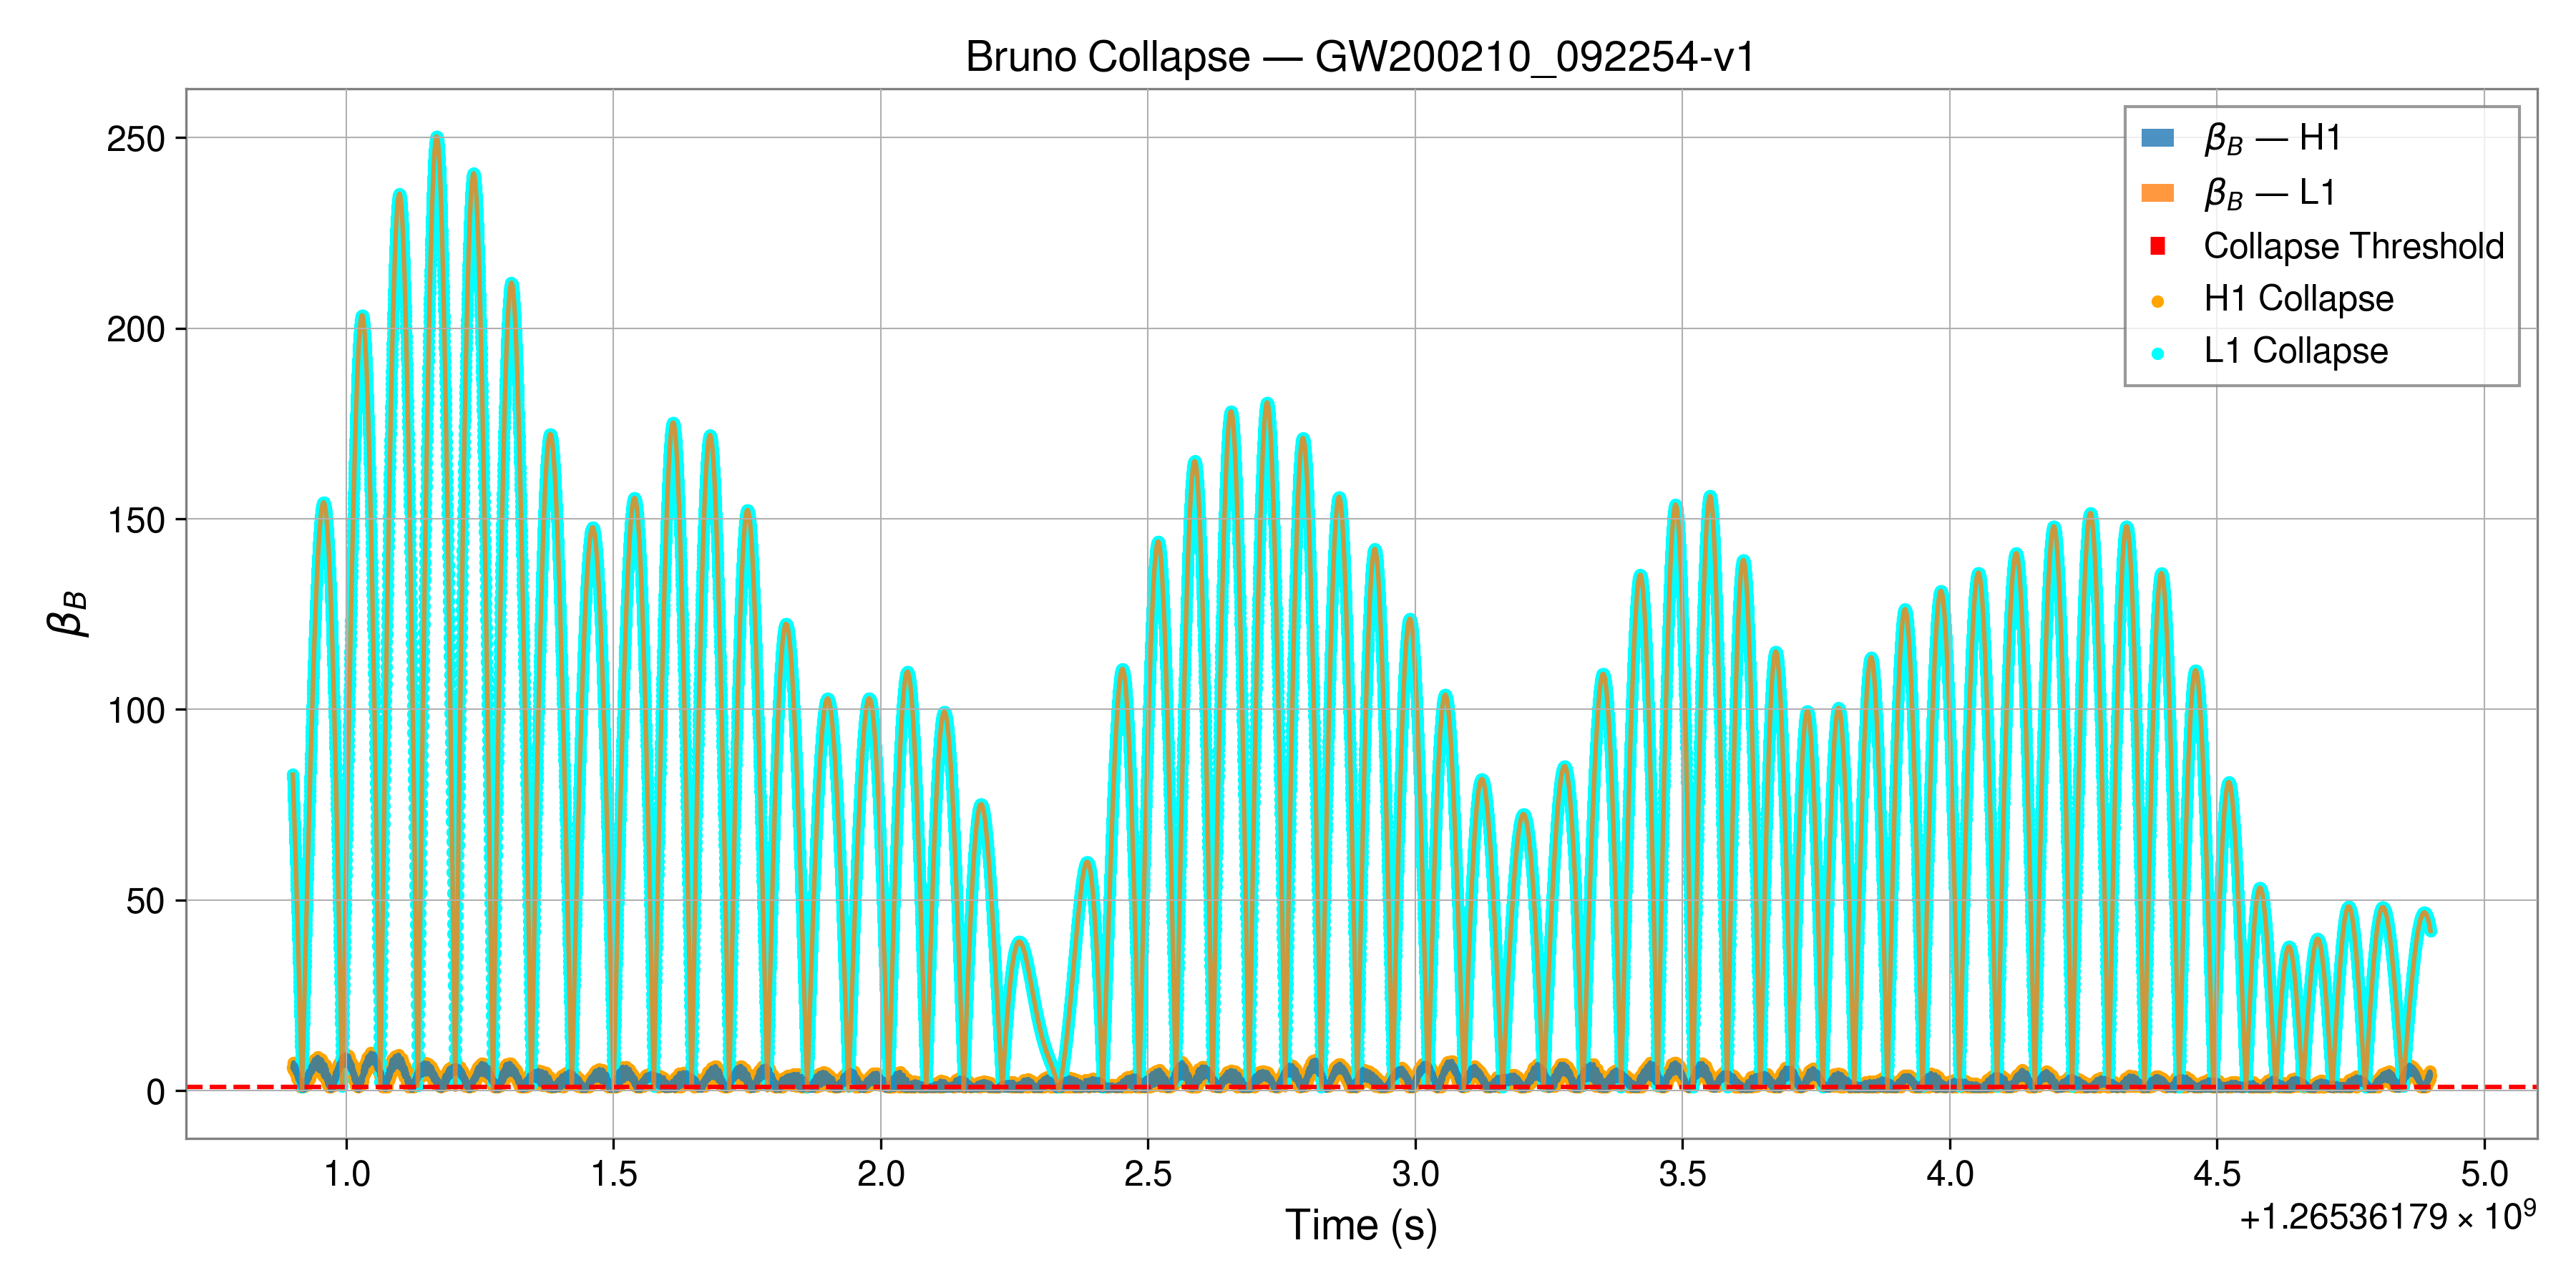 Bruno Collapse — GW200210_092254-v1
β_B — H1
β_B — L1
Collapse Threshold
H1 Collapse
L1 Collapse
β_B
250
200
150
100
50
0
1.0 1.5 2.0 2.5 3.0 3.5 4.0 4.5 5.0
+1.26536179 × 10⁹
Time (s)